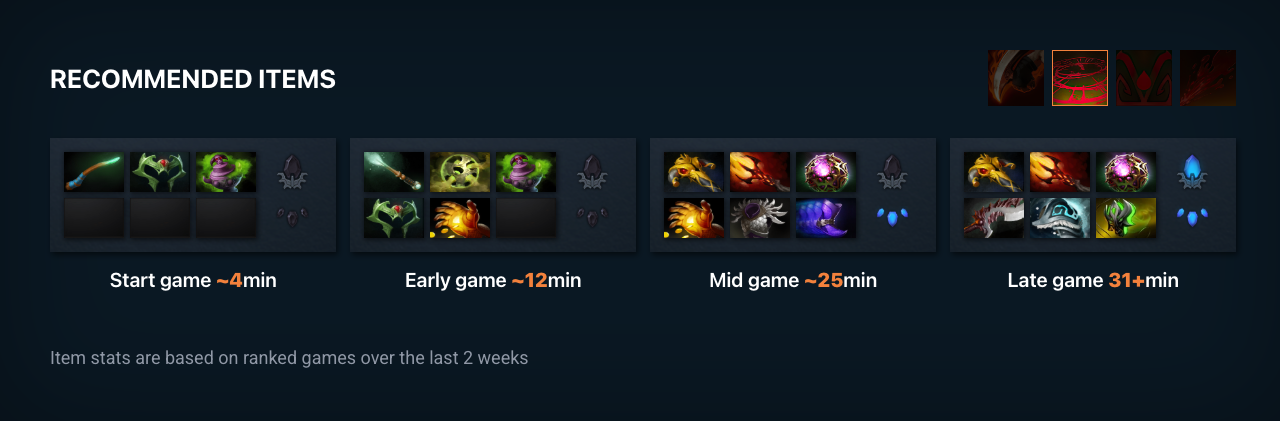 RECOMMENDED ITEMS
Start game ~4min
Early game ~12min
Mid game ~25min
Late game 31+min
Item stats are based on ranked games over the last 2 weeks